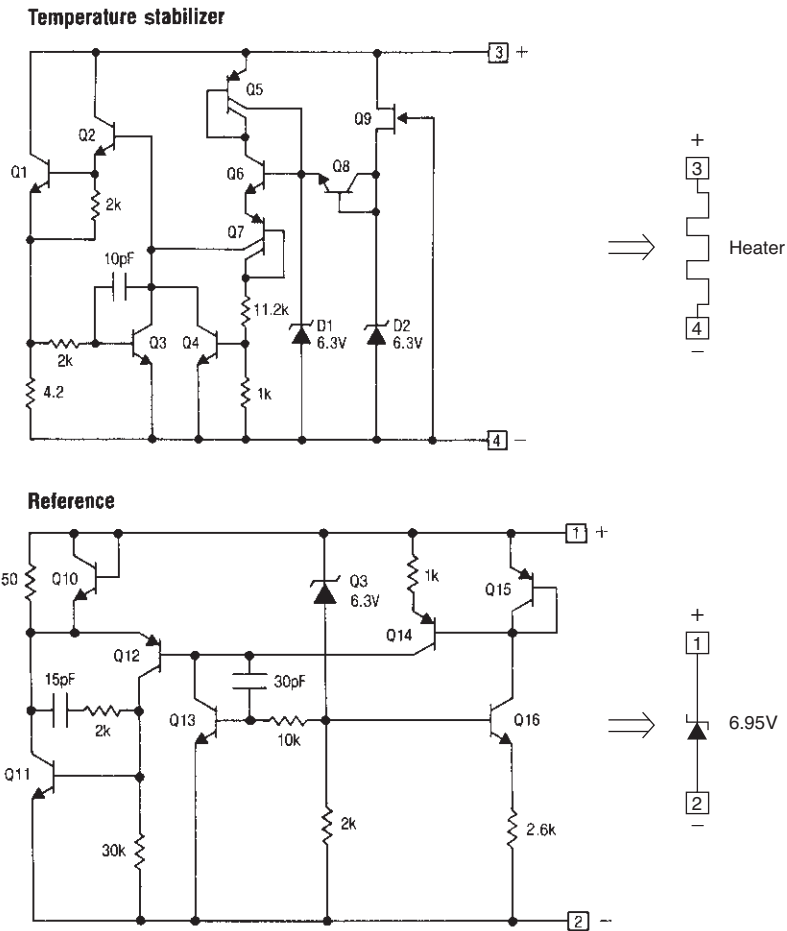 Temperature stabilizer
3 +
Q5
Q2
Q9
Q1
Q6
Q8
2k
Q7
10pF
11.2k
D1
6.3V
D2
6.3V
Q3
Q4
2k
4.2
1k
4 −
+
3
Heater
4
−
Reference
1 +
50
Q10
Q3
6.3V
1k
Q15
Q14
Q12
15pF
30pF
2k
Q13
10k
Q16
Q11
30k
2k
2.6k
2 −
+
1
6.95V
2
−